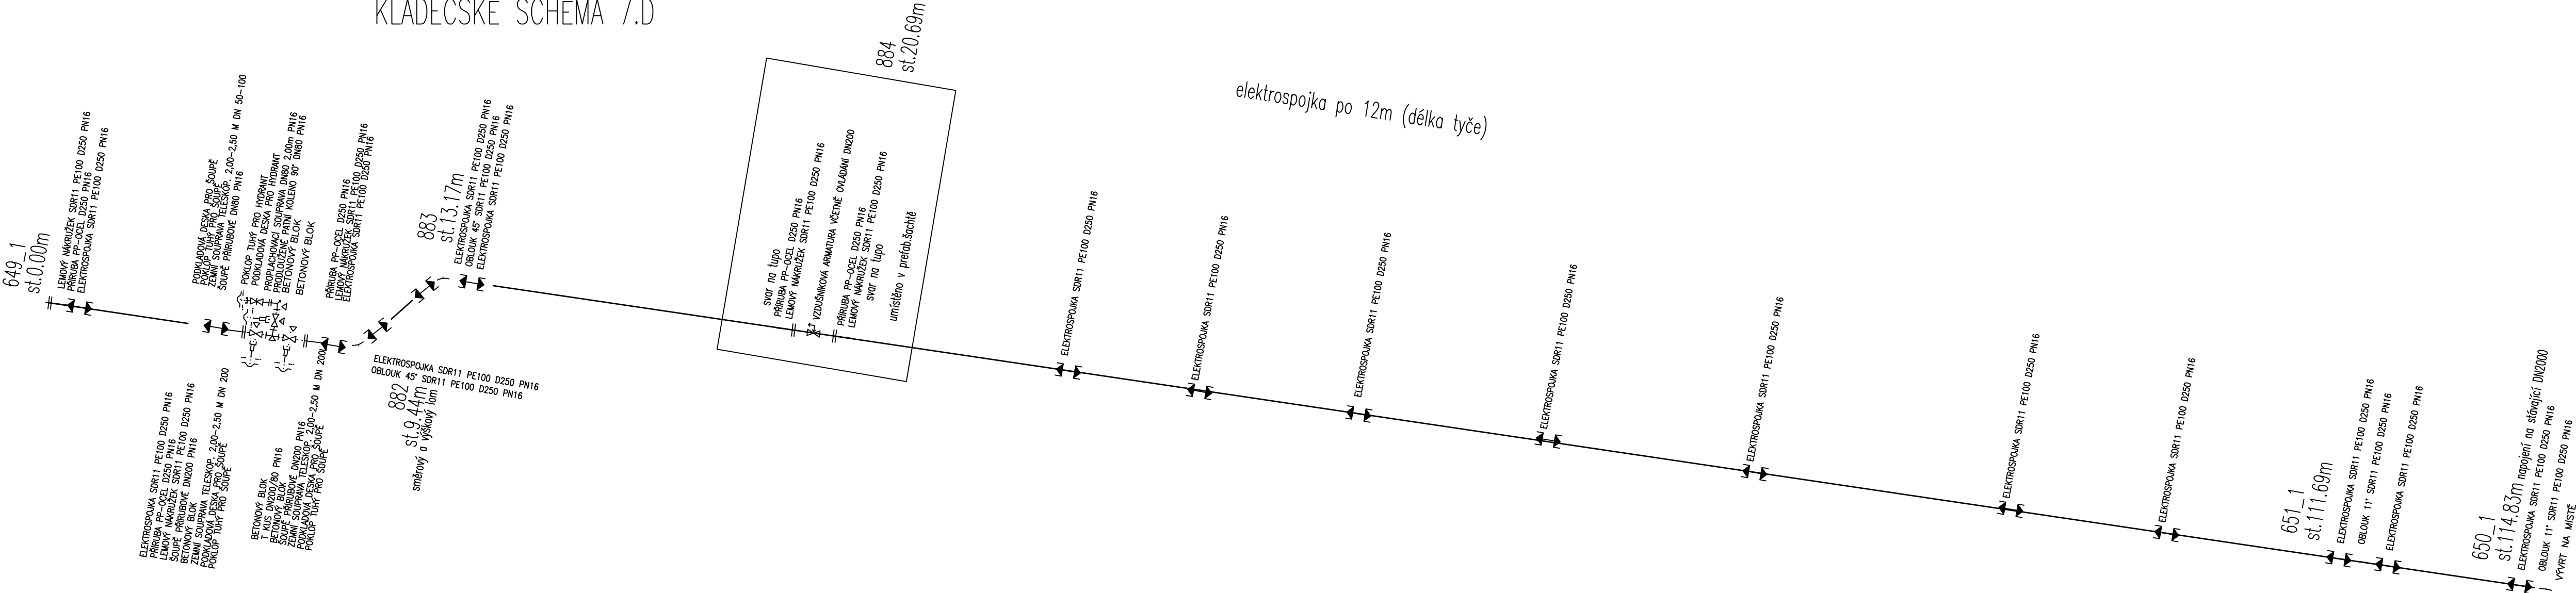 KLADEČSKÉ SCHÉMA 7.D
649_1
st.0.00m
LEMOVÝ NÁKRUŽEK SDR11 PE100 D250 PN16
PŘÍRUBA PP-OCEL D250 PN16
ELEKTROSPOJKA SDR11 PE100 D250 PN16
PODKLADOVÁ DESKA PRO ŠOUPĚ
POKLOP TUHÝ PRO ŠOUPĚ
ZEMNÍ SOUPRAVA TELESKOP. 2,00-2,50 M DN 50-100
ŠOUPĚ PŘÍRUBOVÉ DN80 PN16
POKLOP TUHÝ PRO HYDRANT
PODKLADOVÁ DESKA PRO HYDRANT
PROPLACHOVACÍ SOUPRAVA DN80 2,00m PN16
PRODLOUŽENÉ PATNÍ KOLENO 90° DN80 PN16
BETONOVÝ BLOK
BETONOVÝ BLOK
PŘÍRUBA PP-OCEL D250 PN16
LEMOVÝ NÁKRUŽEK SDR11 PE100 D250 PN16
ELEKTROSPOJKA SDR11 PE100 D250 PN16
ELEKTROSPOJKA SDR11 PE100 D250 PN16
PŘÍRUBA PP-OCEL D250 PN16
LEMOVÝ NÁKRUŽEK SDR11 PE100 D250 PN16
ŠOUPĚ PŘÍRUBOVÉ DN200 PN16
BETONOVÝ BLOK
ZEMNÍ SOUPRAVA TELESKOP. 2,00-2,50 M DN 200
PODKLADOVÁ DESKA PRO ŠOUPĚ
POKLOP TUHÝ PRO ŠOUPĚ
BETONOVÝ BLOK
T KUS DN200/80 PN16
BETONOVÝ BLOK
ŠOUPĚ PŘÍRUBOVÉ DN200 PN16
ZEMNÍ SOUPRAVA TELESKOP. 2,00-2,50 M DN 200
PODKLADOVÁ DESKA PRO ŠOUPĚ
POKLOP TUHÝ PRO ŠOUPĚ
ELEKTROSPOJKA SDR11 PE100 D250 PN16
OBLOUK 45° SDR11 PE100 D250 PN16
882
st.9.44m
směrový a výškový lom
883
st.13.17m
ELEKTROSPOJKA SDR11 PE100 D250 PN16
OBLOUK 45° SDR11 PE100 D250 PN16
ELEKTROSPOJKA SDR11 PE100 D250 PN16
884
st.20.69m
svar na tupo
PŘÍRUBA PP-OCEL D250 PN16
LEMOVÝ NÁKRUŽEK SDR11 PE100 D250 PN16
VZDUŠNÍKOVÁ ARMATURA VČETNĚ OVLÁDÁNÍ DN200
PŘÍRUBA PP-OCEL D250 PN16
LEMOVÝ NÁKRUŽEK SDR11 PE100 D250 PN16
svar na tupo
umístěno v prefab.šachtě
elektrospojka po 12m (délka tyče)
ELEKTROSPOJKA SDR11 PE100 D250 PN16
ELEKTROSPOJKA SDR11 PE100 D250 PN16
ELEKTROSPOJKA SDR11 PE100 D250 PN16
ELEKTROSPOJKA SDR11 PE100 D250 PN16
ELEKTROSPOJKA SDR11 PE100 D250 PN16
ELEKTROSPOJKA SDR11 PE100 D250 PN16
ELEKTROSPOJKA SDR11 PE100 D250 PN16
651_1
st.111.69m
ELEKTROSPOJKA SDR11 PE100 D250 PN16
OBLOUK 11° SDR11 PE100 D250 PN16
ELEKTROSPOJKA SDR11 PE100 D250 PN16
650_1
st.114.83m napojení na stávající DN2000
ELEKTROSPOJKA SDR11 PE100 D250 PN16
OBLOUK 11° SDR11 PE100 D250 PN16
VÝVRT NA MÍSTĚ